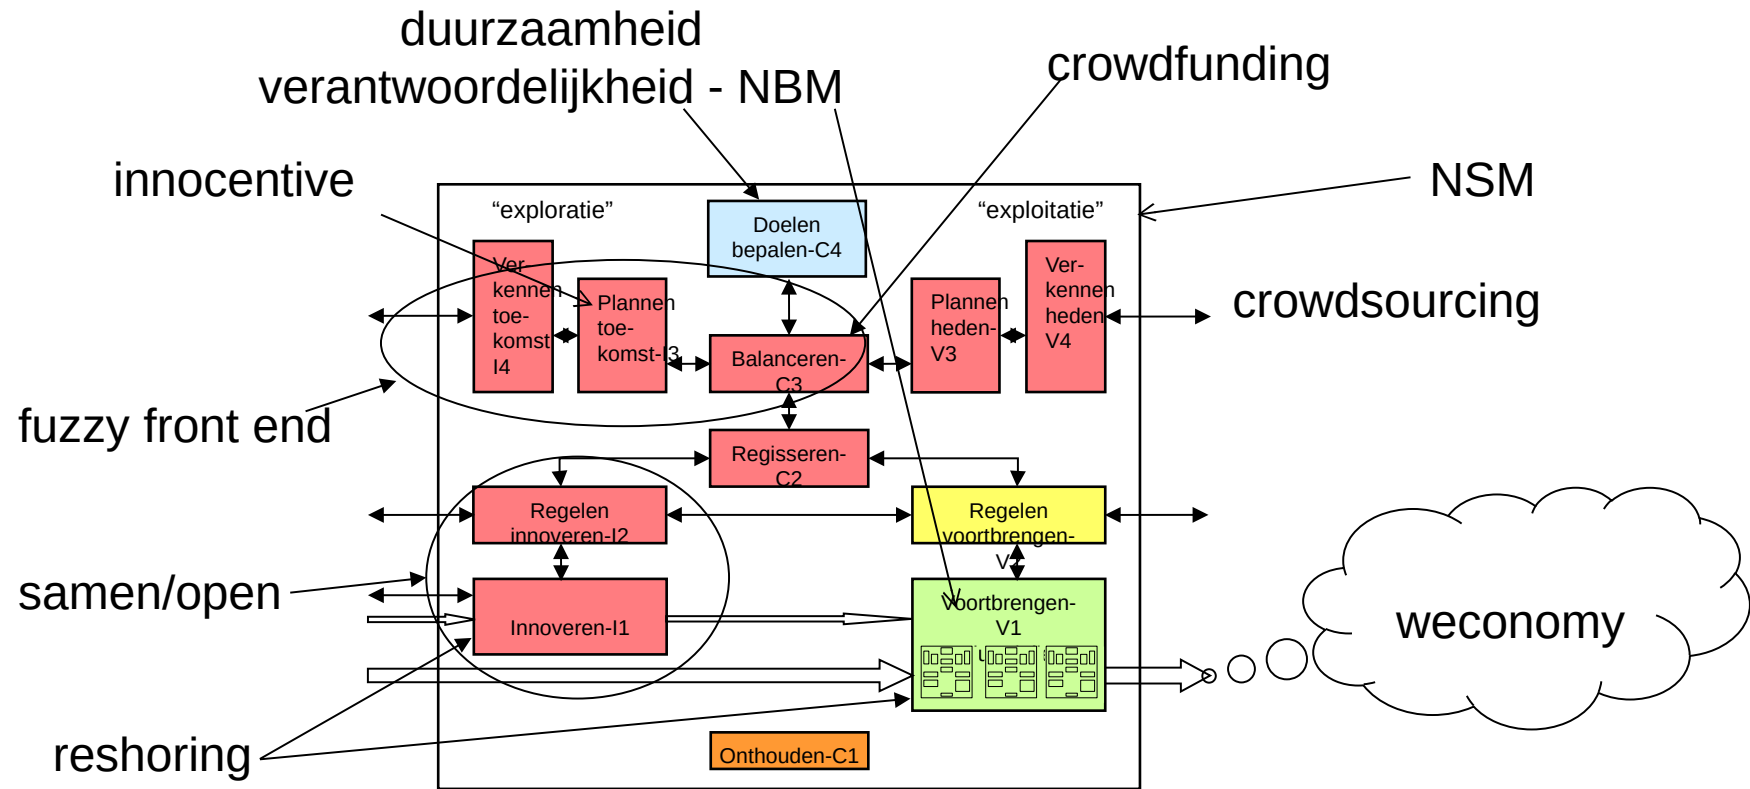 duurzaamheid
verantwoordelijkheid - NBM
crowdfunding
innocentive
NSM
“exploratie”
“exploitatie”
Doelen
bepalen-C4
Ver-
kennen
toe-
komst
I4
Plannen
toe-
komst-I3
Balanceren-
C3
Plannen
heden-
V3
Ver-
kennen
heden
V4
crowdsourcing
fuzzy front end
Regisseren-
C2
Regelen
innoveren-I2
Regelen
voortbrengen-
samen/open
Innoveren-I1
Voortbrengen-
V1
weconomy
reshoring
Onthouden-C1